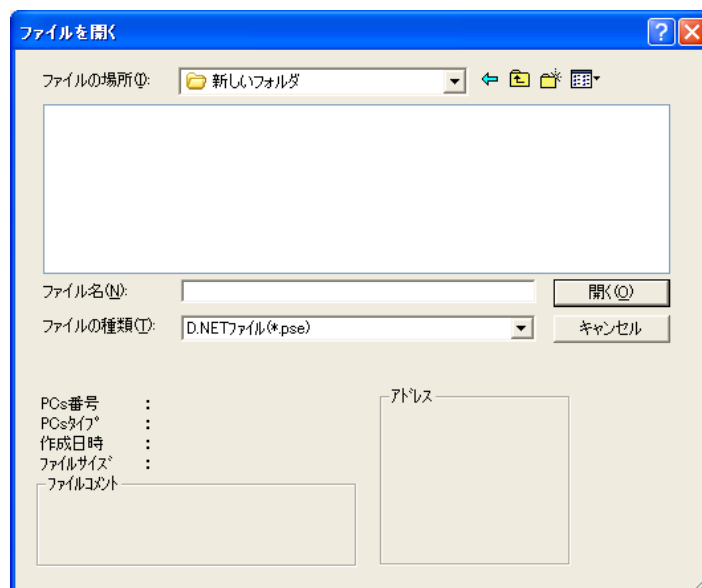 ファイルを開く
ファイルの場所(I):
新しいフォルダ
ファイル名(N):
開く(O)
ファイルの種類(T):
D.NETファイル(*.pse)
キャンセル
PCs番号 :
PCsﾀｲﾌﾟ :
作成日時 :
ﾌｧｲﾙｻｲｽﾞ :
ﾌｧｲﾙｺﾒﾝﾄ
ｱﾄﾞﾚｽ